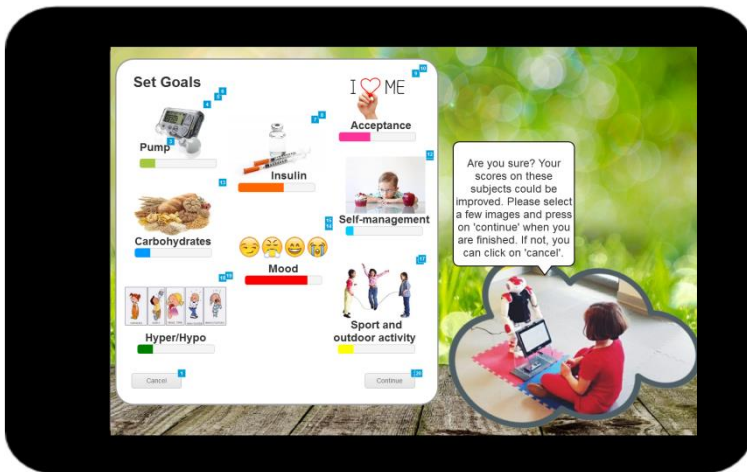 Set Goals
I ME
Pump
Insulin
Acceptance
Carbohydrates
Mood
Self-management
Hyper/Hypo
Sport and
outdoor activity
Cancel
Continue
Are you sure? Your
scores on these
subjects could be
improved. Please select
a few images and press
on 'continue' when you
are finished. If not, you
can click on 'cancel'.